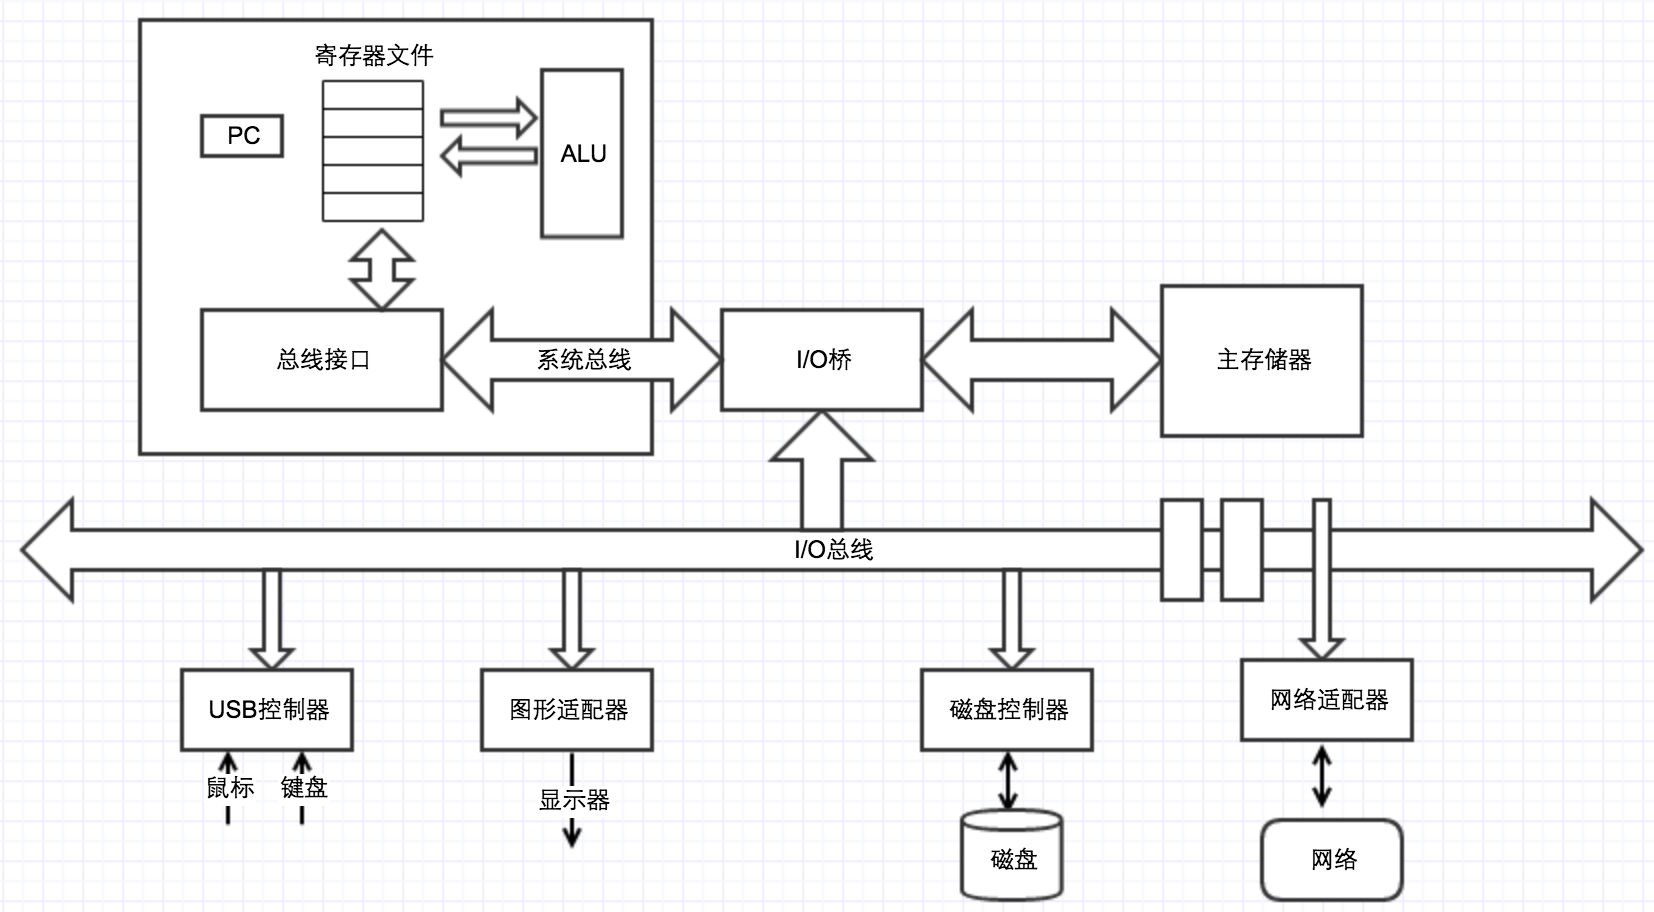 寄存器文件
PC
ALU
总线接口
系统总线
I/O桥
主存储器
I/O总线
USB控制器
图形适配器
磁盘控制器
网络适配器
鼠标
键盘
显示器
磁盘
网络